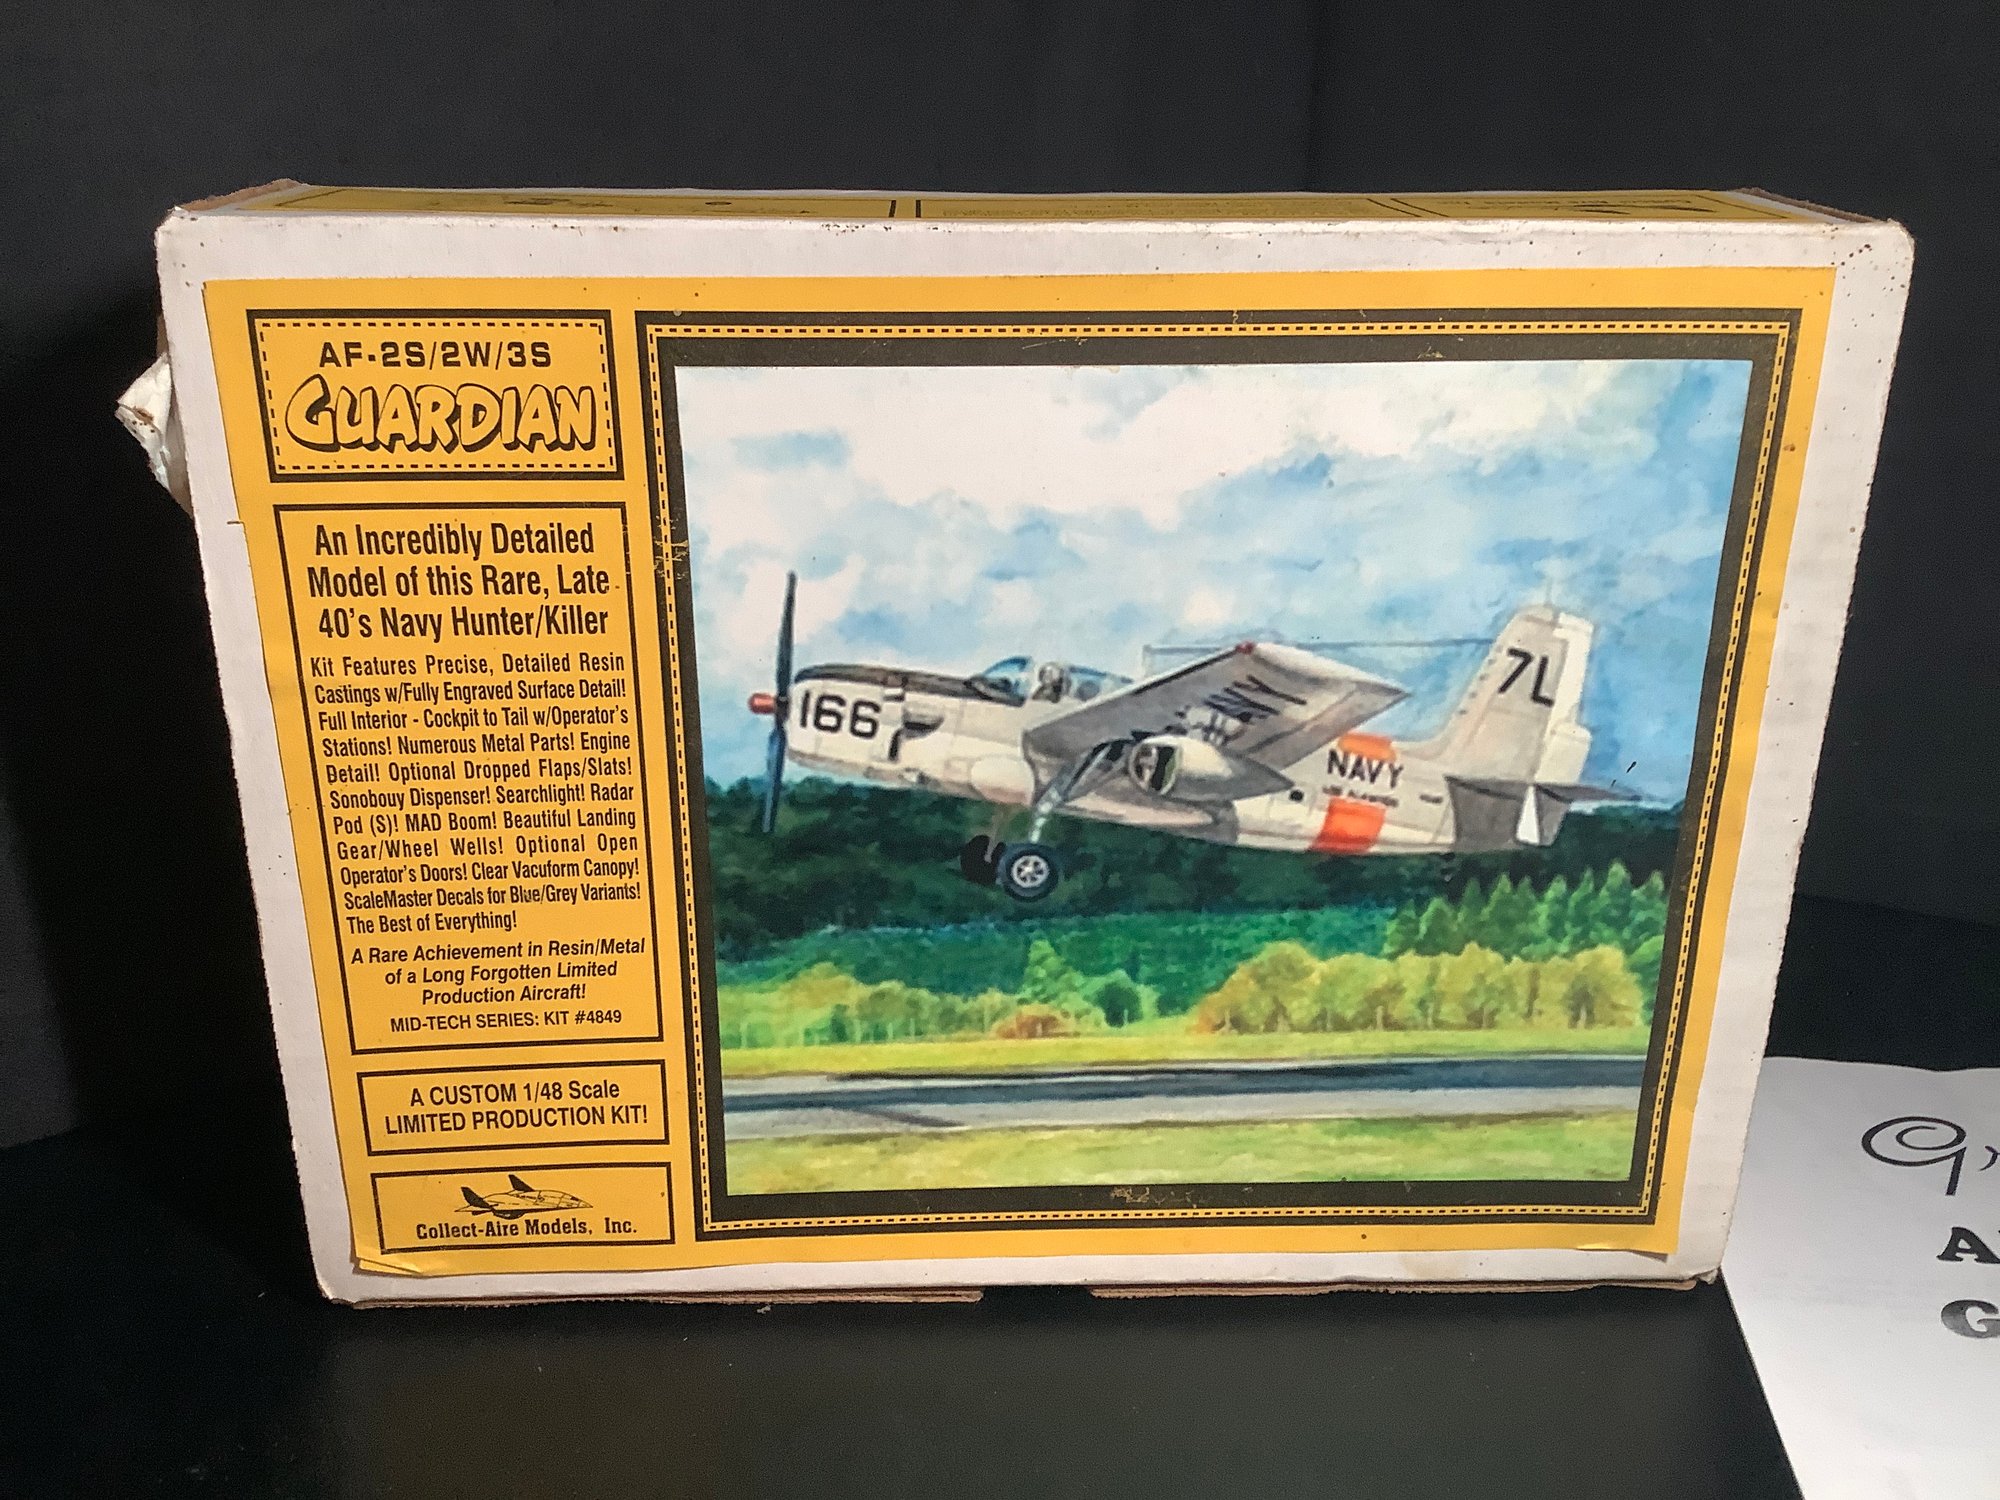 AF-2S/2W/3S
GUARDIAN
An Incredibly Detailed
Model of this Rare, Late
40's Navy Hunter/Killer
Kit Features Precise, Detailed Resin
Castings w/Fully Engraved Surface Detail!
Full Interior - Cockpit to Tail w/Operator's
Stations! Numerous Metal Parts! Engine
Detail! Optional Dropped Flaps/Slats!
Sonobouy Dispenser! Searchlight! Radar
Pod (S)! MAD Boom! Beautiful Landing
Gear/Wheel Wells! Optional Open
Operator's Doors! Clear Vacuform Canopy!
ScaleMaster Decals for Blue/Grey Variants!
The Best of Everything!
A Rare Achievement in Resin/Metal
of a Long Forgotten Limited
Production Aircraft!
MID-TECH SERIES: KIT #4849
A CUSTOM 1/48 Scale
LIMITED PRODUCTION KIT!
Collect-Aire Models, Inc.
166
NAVY
NAVY
7L